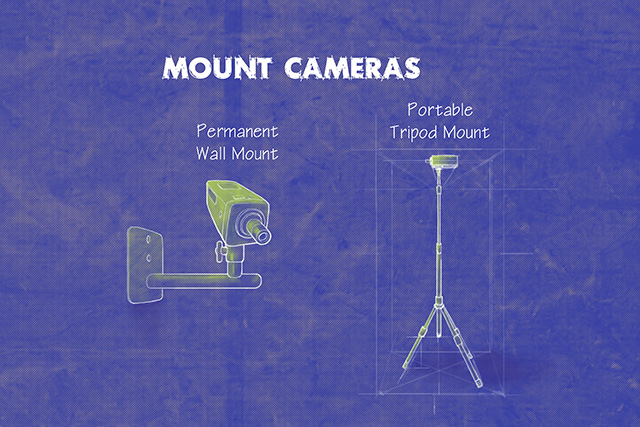 MOUNT CAMERAS
Permanent
Wall Mount
Portable
Tripod Mount